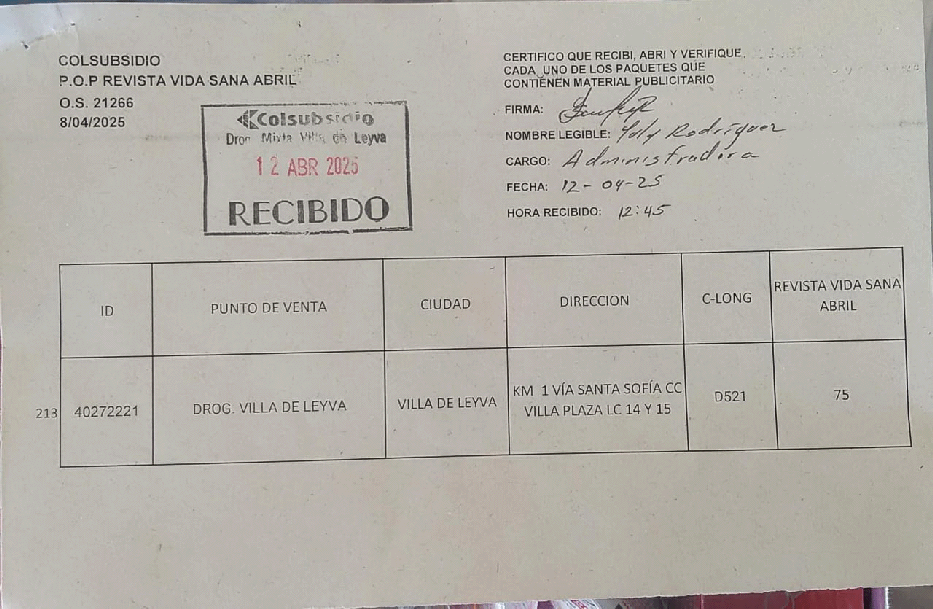 COLSUBSIDIO
P.O.P REVISTA VIDA SANA ABRIL
O.S. 21266
8/04/2025
Colsubsidio
Drog Mixta Villa de Leyva
12 ABR 2025
RECIBIDO
CERTIFICO QUE RECIBI, ABRI Y VERIFIQUE
CADA UNO DE LOS PAQUETES QUE
CONTIENEN MATERIAL PUBLICITARIO
FIRMA:
NOMBRE LEGIBLE: Yoly Rodriguez
CARGO: Administradora
FECHA: 12-04-25
HORA RECIBIDO: 12:45
ID PUNTO DE VENTA CIUDAD DIRECCION C-LONG REVISTA VIDA SANA
ABRIL
213 40272221 DROG. VILLA DE LEYVA VILLA DE LEYVA KM 1 VÍA SANTA SOFÍA CC D521 75
VILLA PLAZA LC 14 Y 15